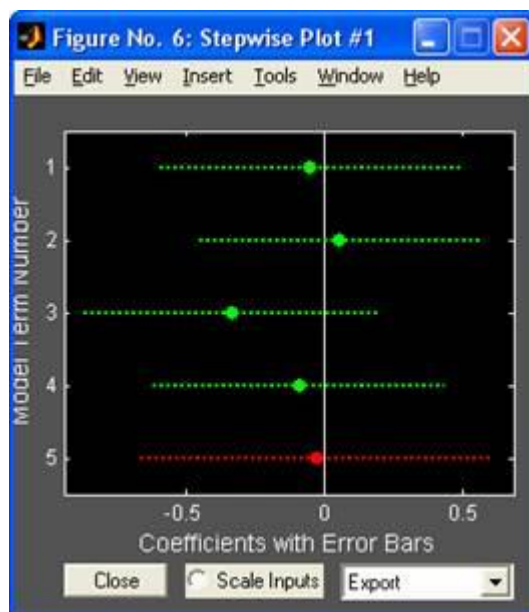 Figure No. 6: Stepwise Plot #1
File Edit View Insert Tools Window Help
Model Term Number
1
2
3
4
5
-0.5 0 0.5
Coefficients with Error Bars
Close Scale Inputs Export